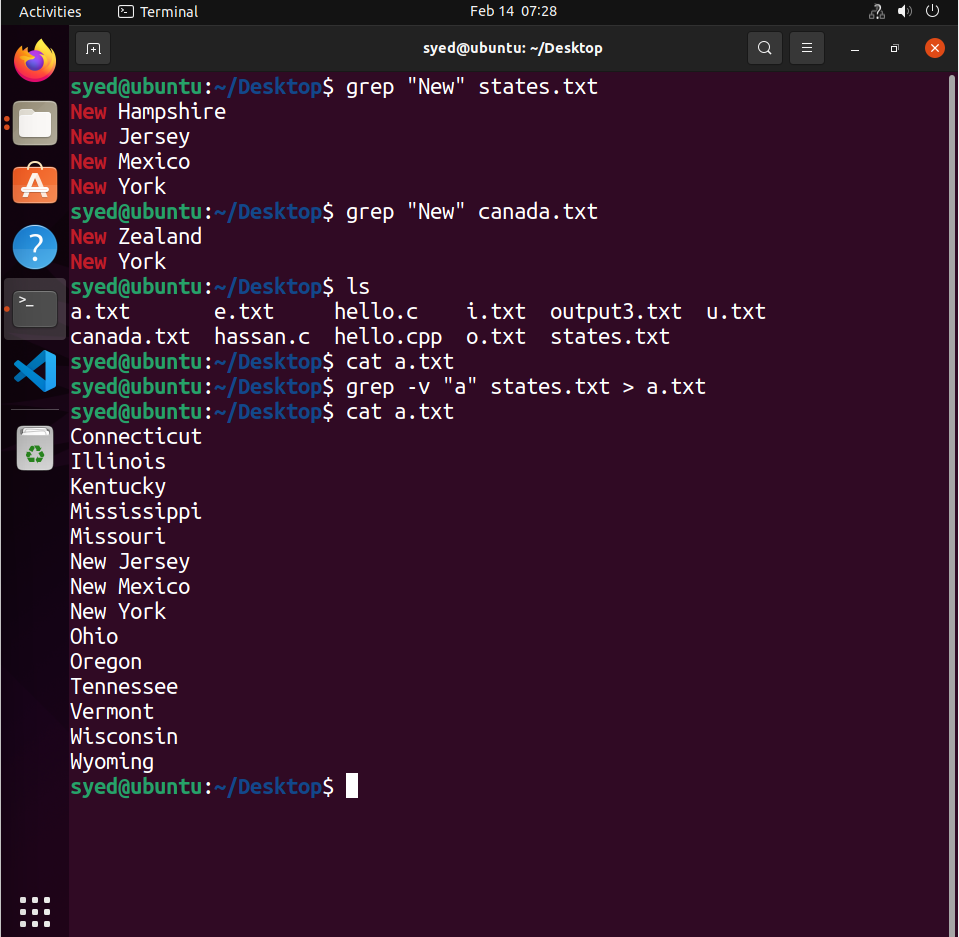 Activities Terminal Feb 14 07:28
syed@ubuntu: ~/Desktop
syed@ubuntu:~/Desktop$ grep "New" states.txt
New Hampshire
New Jersey
New Mexico
New York
syed@ubuntu:~/Desktop$ grep "New" canada.txt
New Zealand
New York
syed@ubuntu:~/Desktop$ ls
a.txt e.txt hello.c i.txt output3.txt u.txt
canada.txt hassan.c hello.cpp o.txt states.txt
syed@ubuntu:~/Desktop$ cat a.txt
syed@ubuntu:~/Desktop$ grep -v "a" states.txt > a.txt
syed@ubuntu:~/Desktop$ cat a.txt
Connecticut
Illinois
Kentucky
Mississippi
Missouri
New Jersey
New Mexico
New York
Ohio
Oregon
Tennessee
Vermont
Wisconsin
Wyoming
syed@ubuntu:~/Desktop$